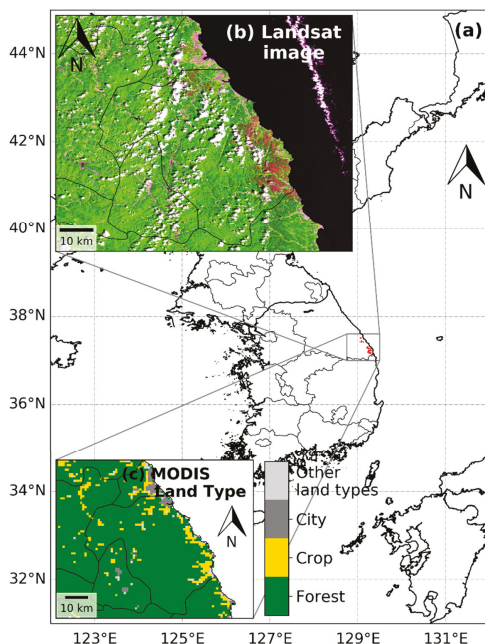 44°N
42°N
40°N
38°N
36°N
34°N
32°N
123°E
125°E
127°E
129°E
131°E
(a)
N
(b) Landsat
image
N
10 km
(c) MODIS
Land Type
N
10 km
Other
land types
City
Crop
Forest